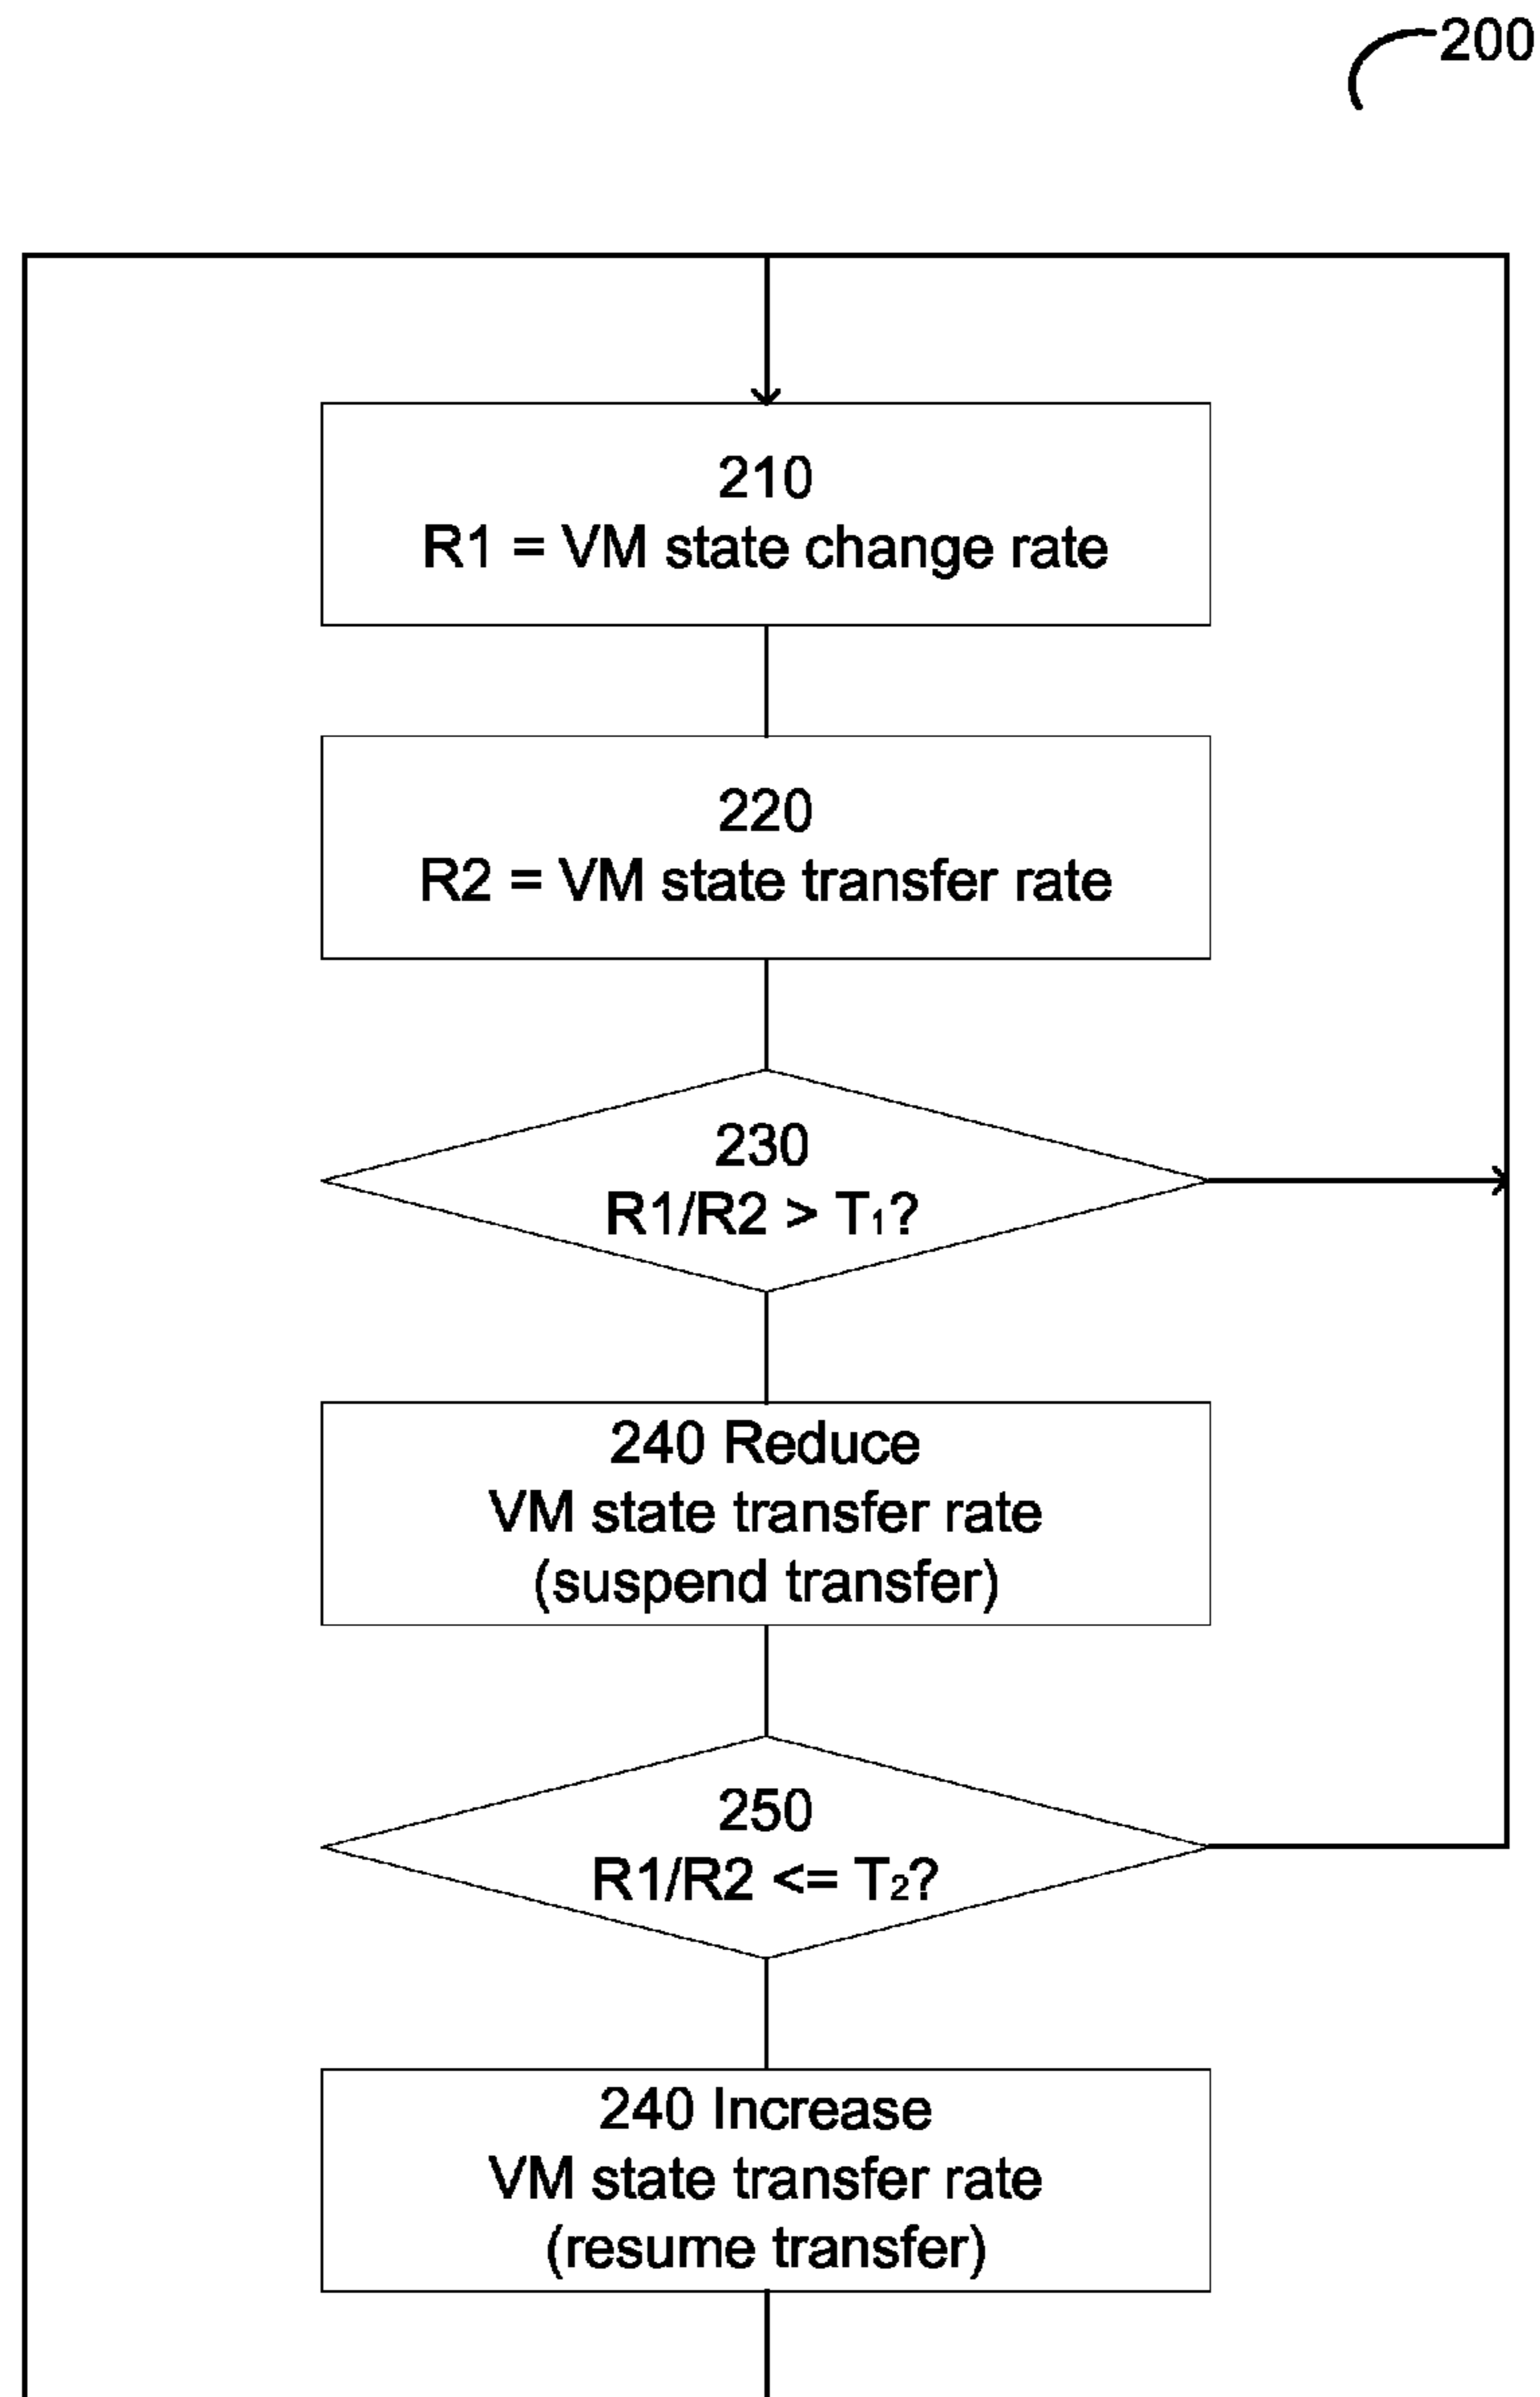 200
210
R1 = VM state change rate
220
R2 = VM state transfer rate
230
R1/R2 > T₁?
240 Reduce
VM state transfer rate
(suspend transfer)
250
R1/R2 <= T₂?
240 Increase
VM state transfer rate
(resume transfer)